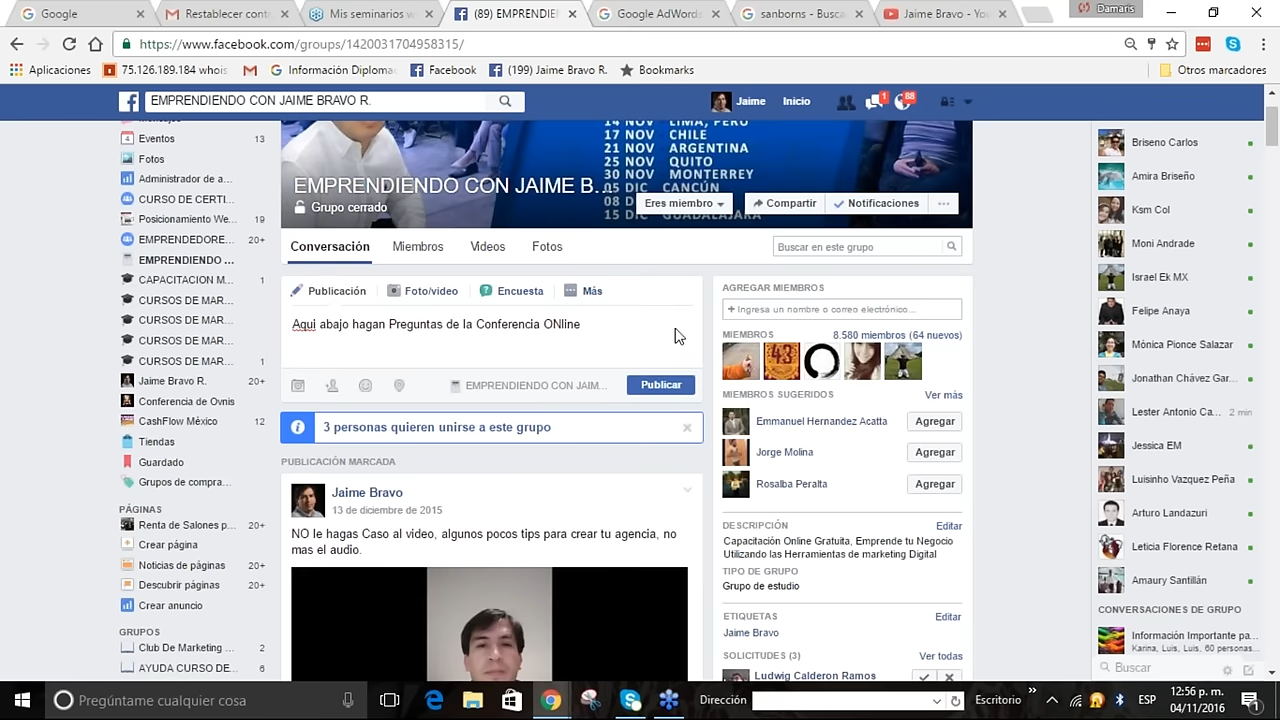 Google
Restablecer cont
Mis seminarios w
(89) EMPRENDIE
Google AdWords
sanborns - Busca
Jaime Bravo - Yo
Damaris
https://www.facebook.com/groups/1420031704958315/
Aplicaciones
75.126.189.184 whois
Información Diploma
Facebook
(199) Jaime Bravo R.
Bookmarks
Otros marcadores
EMPRENDIENDO CON JAIME BRAVO R.
Jaime
Inicio
1
88
Eventos 13
Fotos
Administrador de a...
CURSO DE CERTI...
Posicionamiento We... 19
EMPRENDEDORE... 20+
EMPRENDIENDO ...
CAPACITACION M... 1
CURSOS DE MAR...
CURSOS DE MAR...
CURSOS DE MAR...
CURSOS DE MAR... 1
Jaime Bravo R. 20+
Conferencia de Ovnis
CashFlow México 12
Tiendas
Guardado
Grupos de compra...
PÁGINAS
Renta de Salones p... 20+
Crear página
Noticias de páginas 20+
Descubrir páginas 20+
Crear anuncio
GRUPOS
Club De Marketing ... 2
AYUDA CURSO DE... 6
14 NOV LIMA, PERU
17 NOV CHILE
21 NOV ARGENTINA
25 NOV QUITO
30 NOV MONTERREY
05 DIC CANCÚN
08 D
15 DIC GUADALAJARA
EMPRENDIENDO CON JAIME B...
Grupo cerrado
Eres miembro
Compartir
Notificaciones
Conversación
Miembros
Videos
Fotos
Buscar en este grupo
Publicación
Foto/video
Encuesta
Más
Aqui abajo hagan Preguntas de la Conferencia ONline
EMPRENDIENDO CON JAIM...
Publicar
3 personas quieren unirse a este grupo
PUBLICACIÓN MARCADA
Jaime Bravo
13 de diciembre de 2015
NO le hagas Caso al video, algunos pocos tips para crear tu agencia, no
mas el audio.
AGREGAR MIEMBROS
+ Ingresa un nombre o correo electrónico...
MIEMBROS
8.580 miembros (64 nuevos)
43
MIEMBROS SUGERIDOS
Ver más
Emmanuel Hernandez Acatta
Agregar
Jorge Molina
Agregar
Rosalba Peralta
Agregar
DESCRIPCIÓN
Editar
Capacitación Online Gratuita, Emprende tu Negocio
Utilizando las Herramientas de marketing Digital
TIPO DE GRUPO
Grupo de estudio
ETIQUETAS
Editar
Jaime Bravo
SOLICITUDES (3)
Ver todas
Ludwig Calderon Ramos
Briseno Carlos
Amira Briseño
Ksm Col
Moni Andrade
Israel Ek MX
Felipe Anaya
Mònica Pionce Salazar
Jonathan Chávez Gar...
Lester Antonio Ca... 2 min
Jessica EM
Luisinho Vazquez Peña
Arturo Landazuri
Leticia Florence Retana
Amaury Santillán
CONVERSACIONES DE GRUPO
Información Importante pa...
Karina, Luis, Luis, 60 personas...
Buscar
Pregúntame cualquier cosa
Dirección
Escritorio
ESP
12:56 p. m.
04/11/2016
1